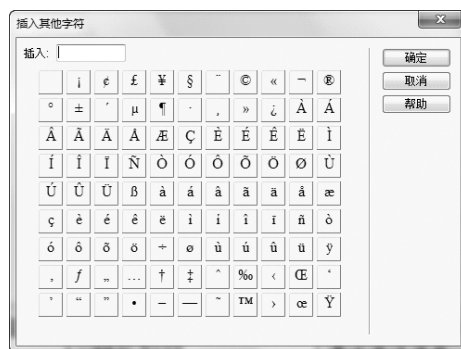 插入其他字符
插入:
确定
取消
帮助
¡ ¢ £ ¥ § ¨ © « ¬ ®
° ± ´ µ ¶ · ¸ » ¿ À Á
Â Ã Ä Å Æ Ç È É Ê Ë Ì
Í Î Ï Ñ Ò Ó Ô Õ Ö Ø Ù
Ú Û Ü ß à á â ã ä å æ
ç è é ê ë ì í î ï ñ ò
ó ô õ ö ÷ ø ù ú û ü ÿ
‚ ƒ „ … † ‡ ˆ ‰ ‹ Œ ‘
’ “ ” • – — ˜ ™ › œ Ÿ